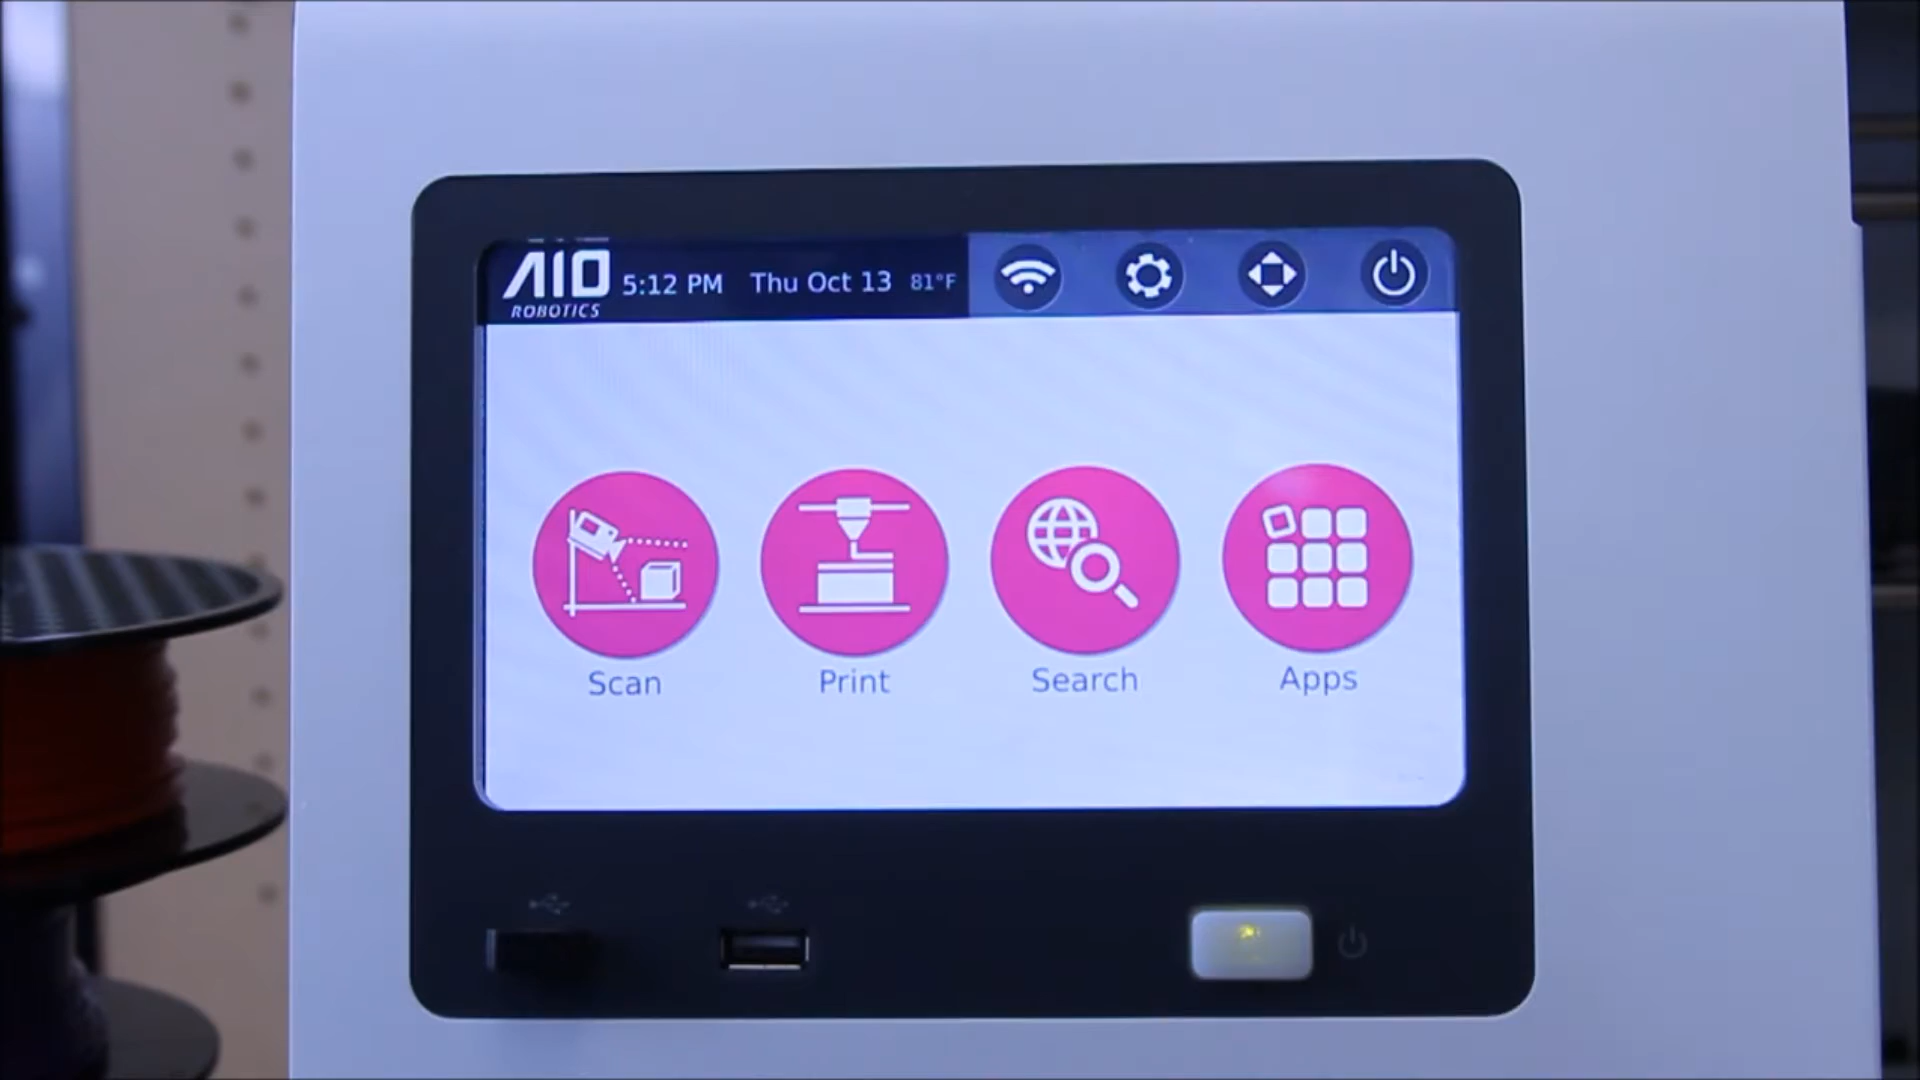 AIO
ROBOTICS
5:12 PM Thu Oct 13 81°F
Scan Print Search Apps